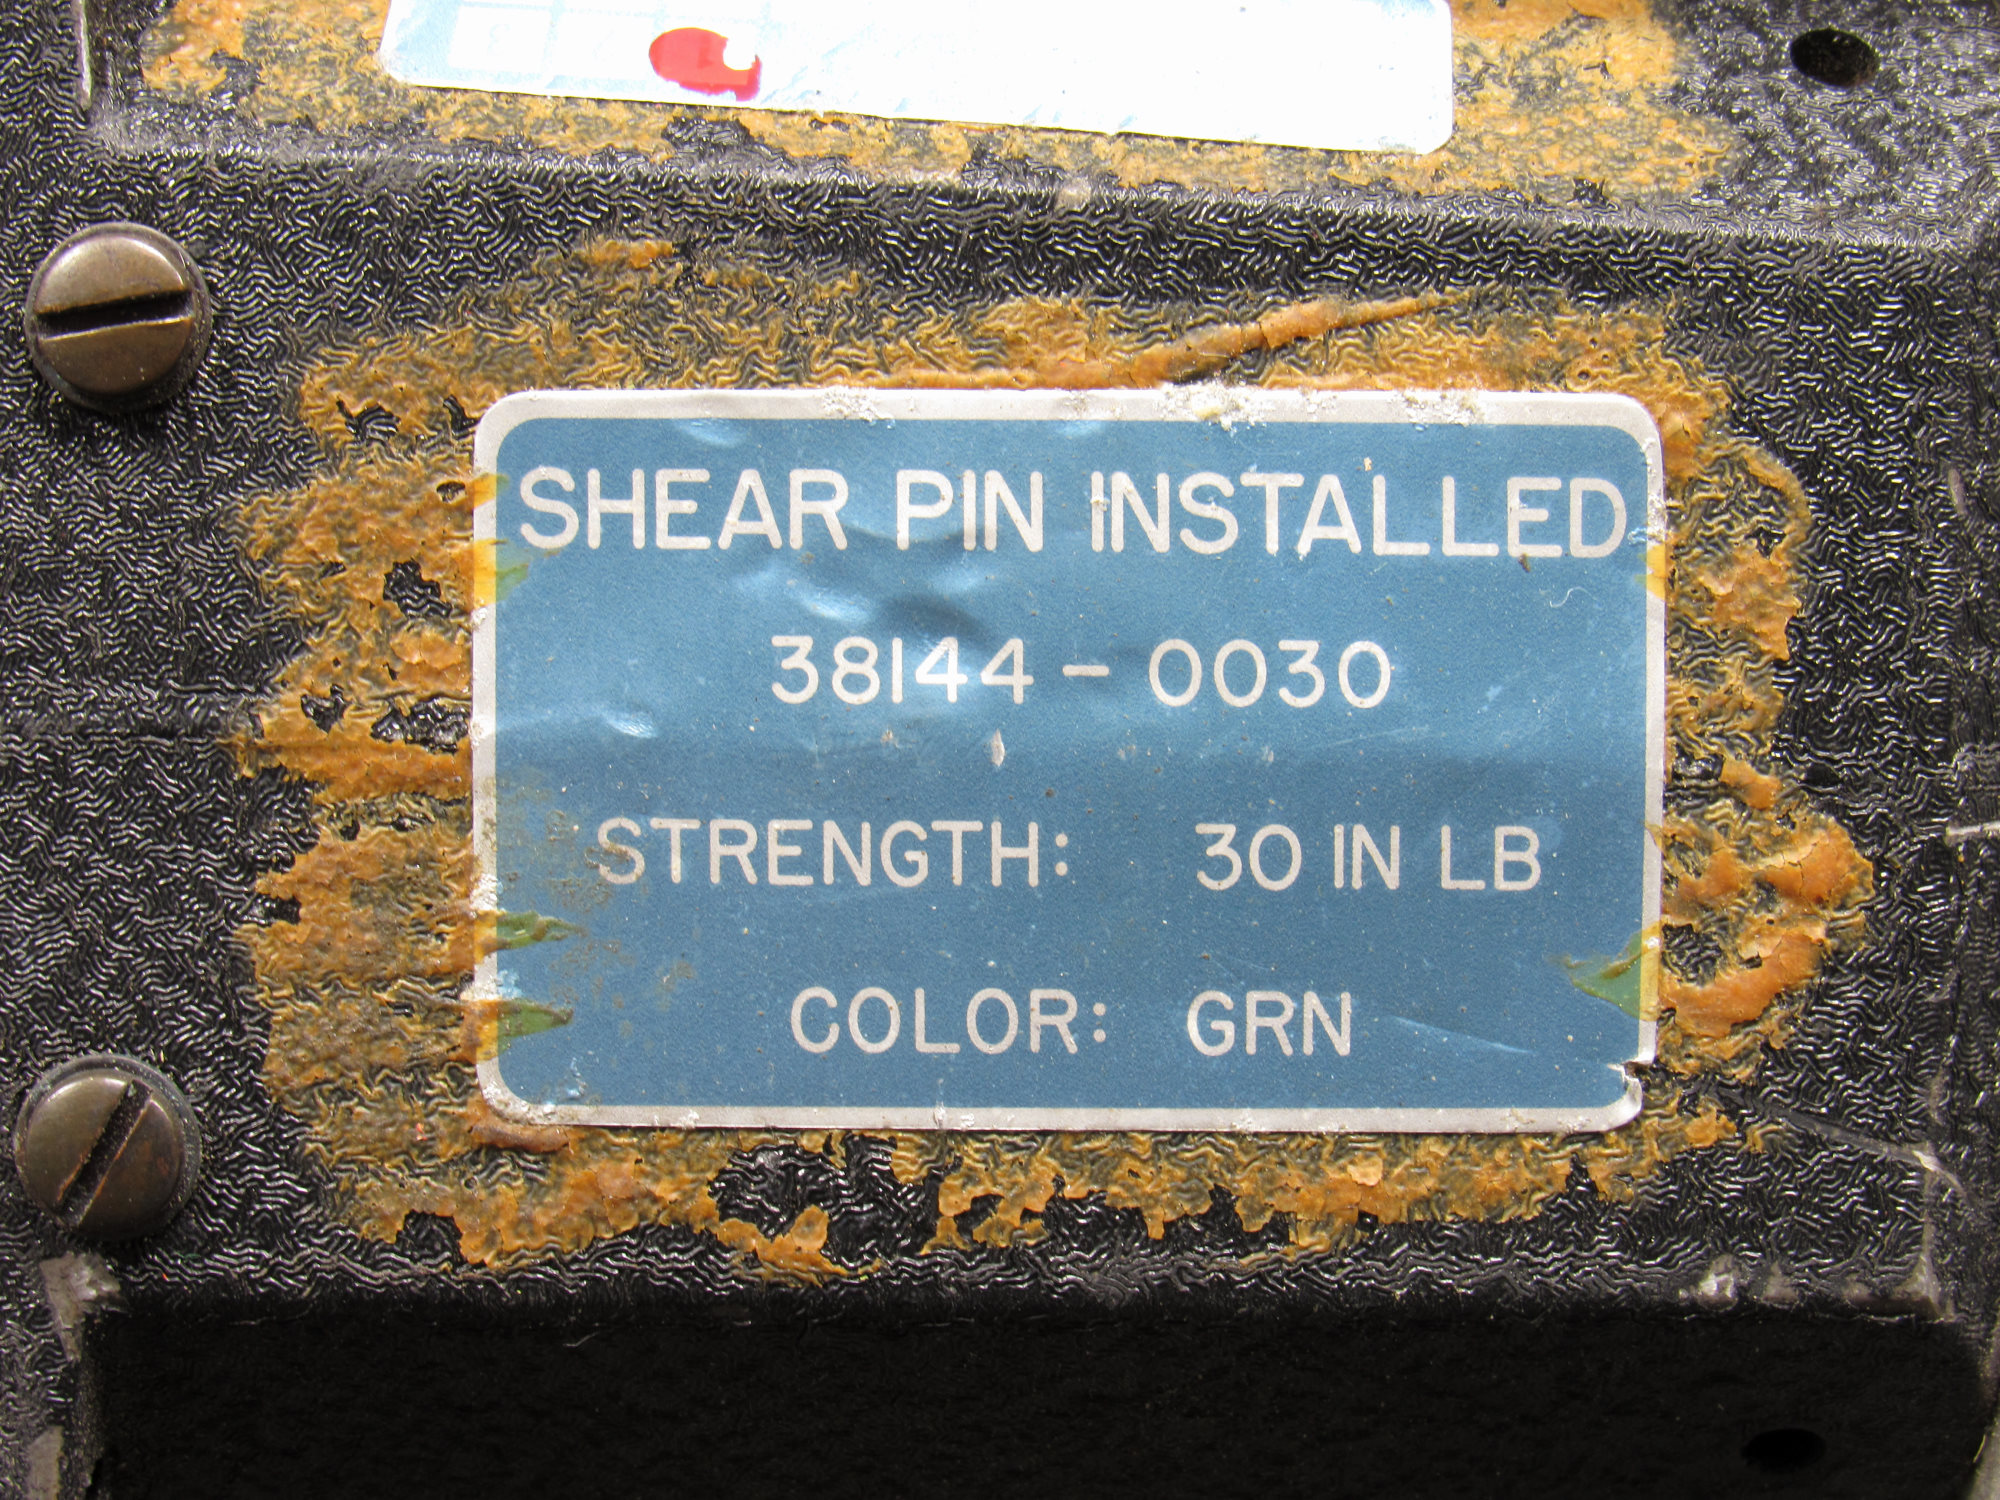 SHEAR PIN INSTALLED
38144-0030
STRENGTH: 30 IN LB
COLOR: GRN